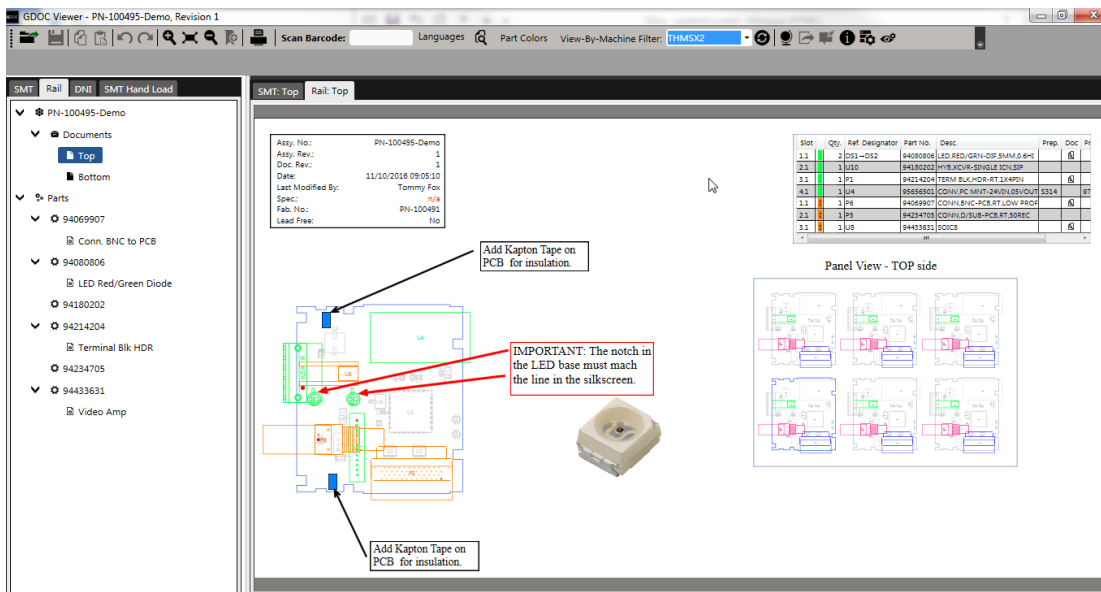 GDOC Viewer - PN-100495-Demo, Revision 1
Scan Barcode:
Languages
Part Colors
View-By-Machine Filter:
THMSX2
SMT
Rail
DNI
SMT Hand Load
SMT: Top
Rail: Top
PN-100495-Demo
Documents
Top
Bottom
Parts
94069907
Conn. BNC to PCB
94080806
LED Red/Green Diode
94180202
94214204
Terminal Blk HDR
94234705
94433631
Video Amp
Assy. No.: PN-100495-Demo
Assy. Rev.: 1
Doc. Rev.: 1
Date: 11/10/2016 09:05:10
Last Modified By: Tommy Fox
Spec.: n/a
Fab. No.: PN-100491
Lead Free: No
Slot Qty. Ref. Designator Part No. Desc. Prep. Doc Pr
1.1 2 DS1→DS2 94080806 LED,RED/GRN-DIF,5MM,0.6HI
2.1 1 U10 94180202 HYB,XCVR-SINGLE ICN,SIP
3.1 1 P1 94214204 TERM BLK,HDR-RT,1X4PIN
4.1 1 U4 95656501 CONV,PC MNT-24VIN,05VOUT S314 97
1.1 1 P6 94069907 CONN,BNC-PCB,RT,LOW PROF
2.1 1 P5 94234705 CONN,D/SUB-PCB,RT,50REC
3.1 1 U8 94433631 SOIC8
Add Kapton Tape on
PCB for insulation.
Panel View - TOP side
U4
IMPORTANT: The notch in
the LED base must mach
the line in the silkscreen.
U8
U1
P5
Add Kapton Tape on
PCB for insulation.